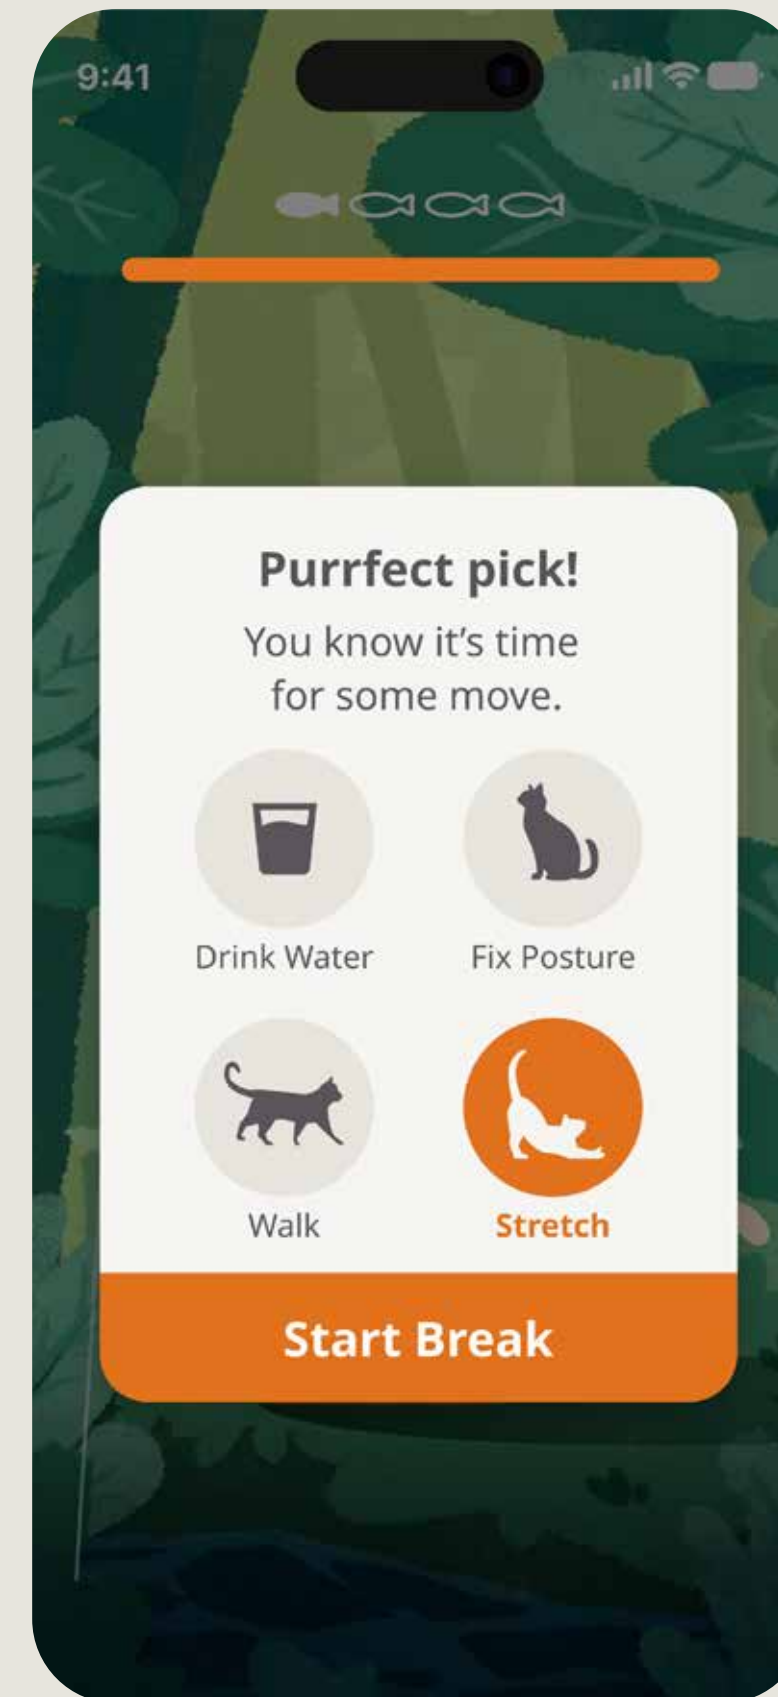 9:41
Purrfect pick!
You know it’s time
for some move.
Drink Water
Fix Posture
Walk
Stretch
Start Break